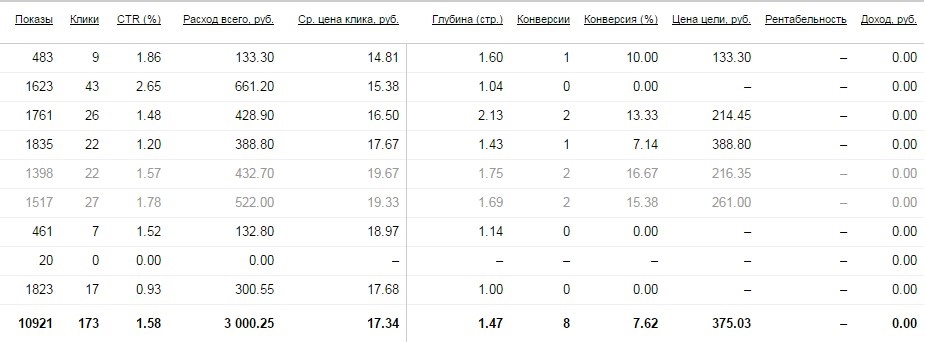 Показы Клики CTR (%) Расход всего, руб. Ср. цена клика, руб. Глубина (стр.) Конверсии Конверсия (%) Цена цели, руб. Рентабельность Доход, руб.
483 9 1.86 133.30 14.81 1.60 1 10.00 133.30 – 0.00
1623 43 2.65 661.20 15.38 1.04 0 0.00 – – 0.00
1761 26 1.48 428.90 16.50 2.13 2 13.33 214.45 – 0.00
1835 22 1.20 388.80 17.67 1.43 1 7.14 388.80 – 0.00
1398 22 1.57 432.70 19.67 1.75 2 16.67 216.35 – 0.00
1517 27 1.78 522.00 19.33 1.69 2 15.38 261.00 – 0.00
461 7 1.52 132.80 18.97 1.14 0 0.00 – – 0.00
20 0 0.00 0.00 – – – – – – 0.00
1823 17 0.93 300.55 17.68 1.00 0 0.00 – – 0.00
10921 173 1.58 3 000.25 17.34 1.47 8 7.62 375.03 – 0.00